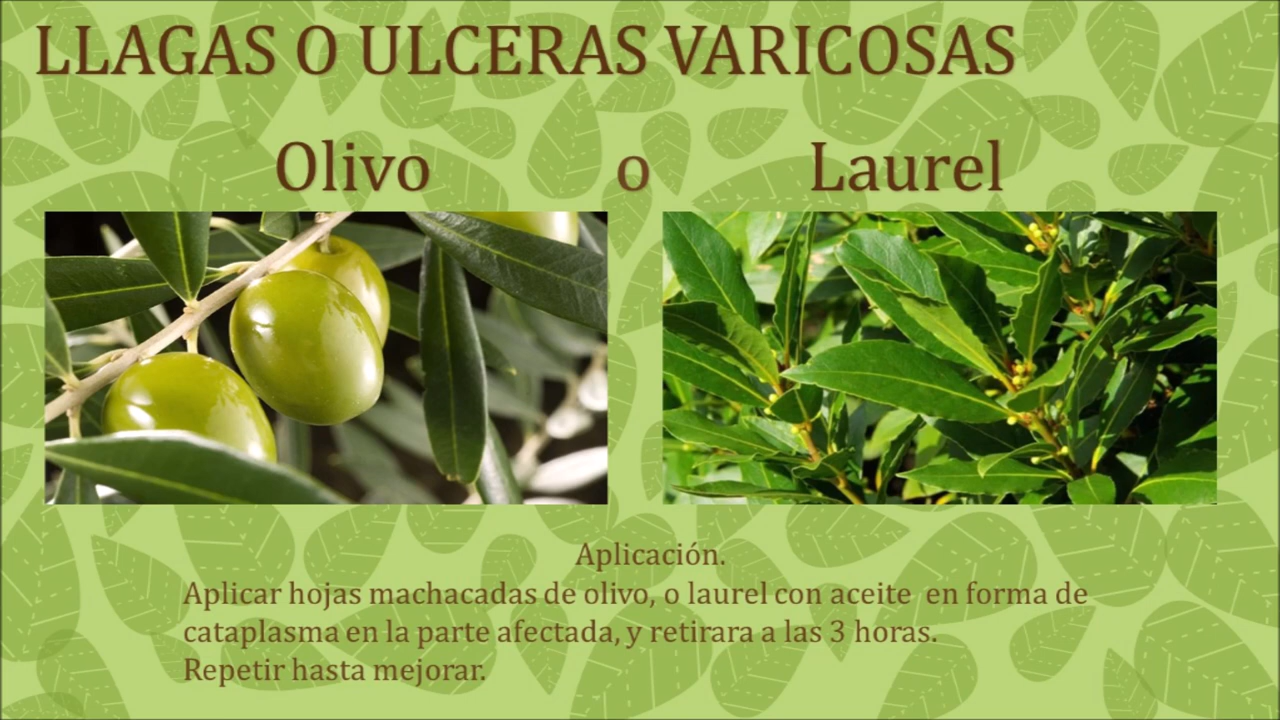 LLAGAS O ULCERAS VARICOSAS
Olivo o Laurel
Aplicación.
Aplicar hojas machacadas de olivo, o laurel con aceite en forma de
cataplasma en la parte afectada, y retirara a las 3 horas.
Repetir hasta mejorar.